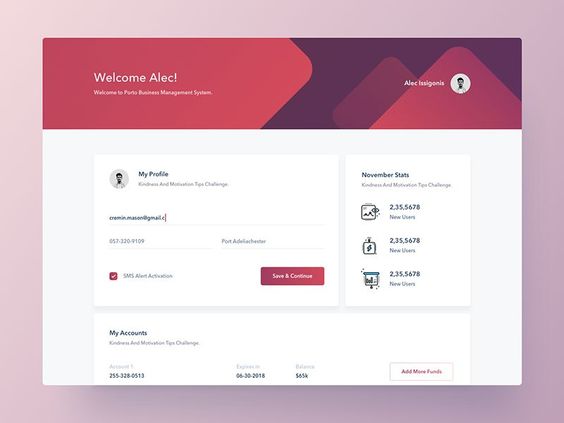 Welcome Alec!
Welcome to Porto Business Management System.
Alec Issigonis
My Profile
Kindness And Motivation Tips Challenge.
cremin.mason@gmail.c
057-320-9109
Port Adeliachester
SMS Alert Activation
Save & Continue
November Stats
Kindness And Motivation Tips Challenge.
2,35,5678
New Users
2,35,5678
New Users
2,35,5678
New Users
My Accounts
Kindness And Motivation Tips Challenge.
Account 1
Expires in
Balance
255-328-0513
06-30-2018
$65k
Add More Funds